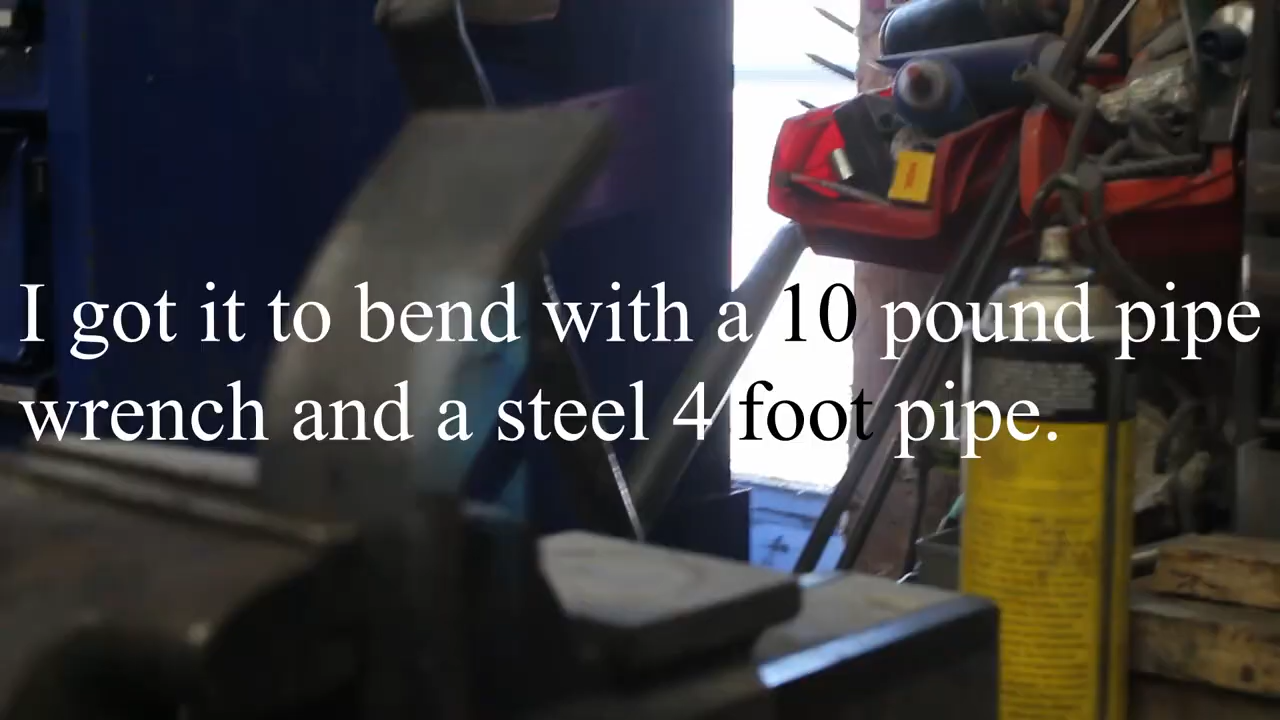 I got it to bend with a 10 pound pipe
wrench and a steel 4 foot pipe.